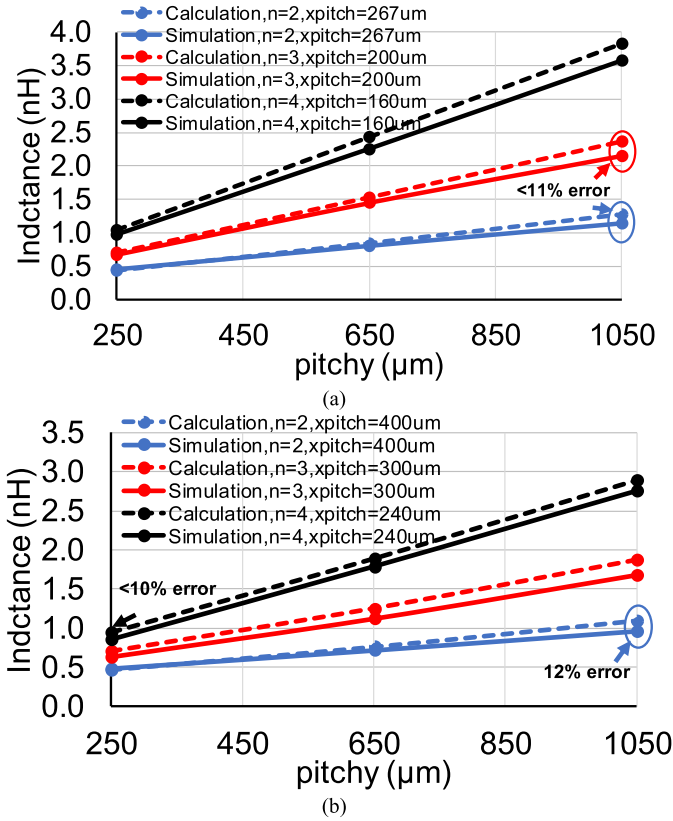 Calculation,n=2,xpitch=267um
Simulation,n=2,xpitch=267um
Calculation,n=3,xpitch=200um
Simulation,n=3,xpitch=200um
Calculation,n=4,xpitch=160um
Simulation,n=4,xpitch=160um
Indctance (nH)
4.0
3.5
3.0
2.5
2.0
1.5
1.0
0.5
0.0
<11% error
250 450 650 850 1050
pitchy (μm)
(a)
Calculation,n=2,xpitch=400um
Simulation,n=2,xpitch=400um
Calculation,n=3,xpitch=300um
Simulation,n=3,xpitch=300um
Calculation,n=4,xpitch=240um
Simulation,n=4,xpitch=240um
Indctance (nH)
3.5
3.0
2.5
2.0
1.5
1.0
0.5
0.0
<10% error
12% error
250 450 650 850 1050
pitchy (μm)
(b)